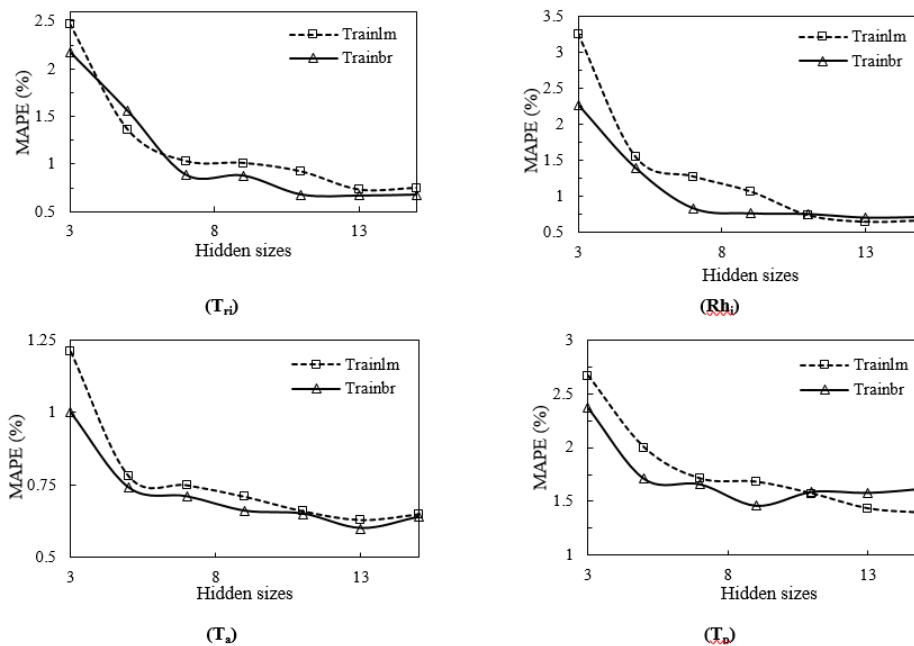 2.5
2
1.5
1
0.5
3
8
13
MAPE (%)
Hidden sizes
Trainlm
Trainbr
(Tri)
3.5
3
2.5
2
1.5
1
0.5
3
8
13
MAPE (%)
Hidden sizes
Trainlm
Trainbr
(Rhi)
1.25
1
0.75
0.5
3
8
13
MAPE (%)
Hidden sizes
Trainlm
Trainbr
(Ta)
3
2.5
2
1.5
1
3
8
13
MAPE (%)
Hidden sizes
Trainlm
Trainbr
(Tp)